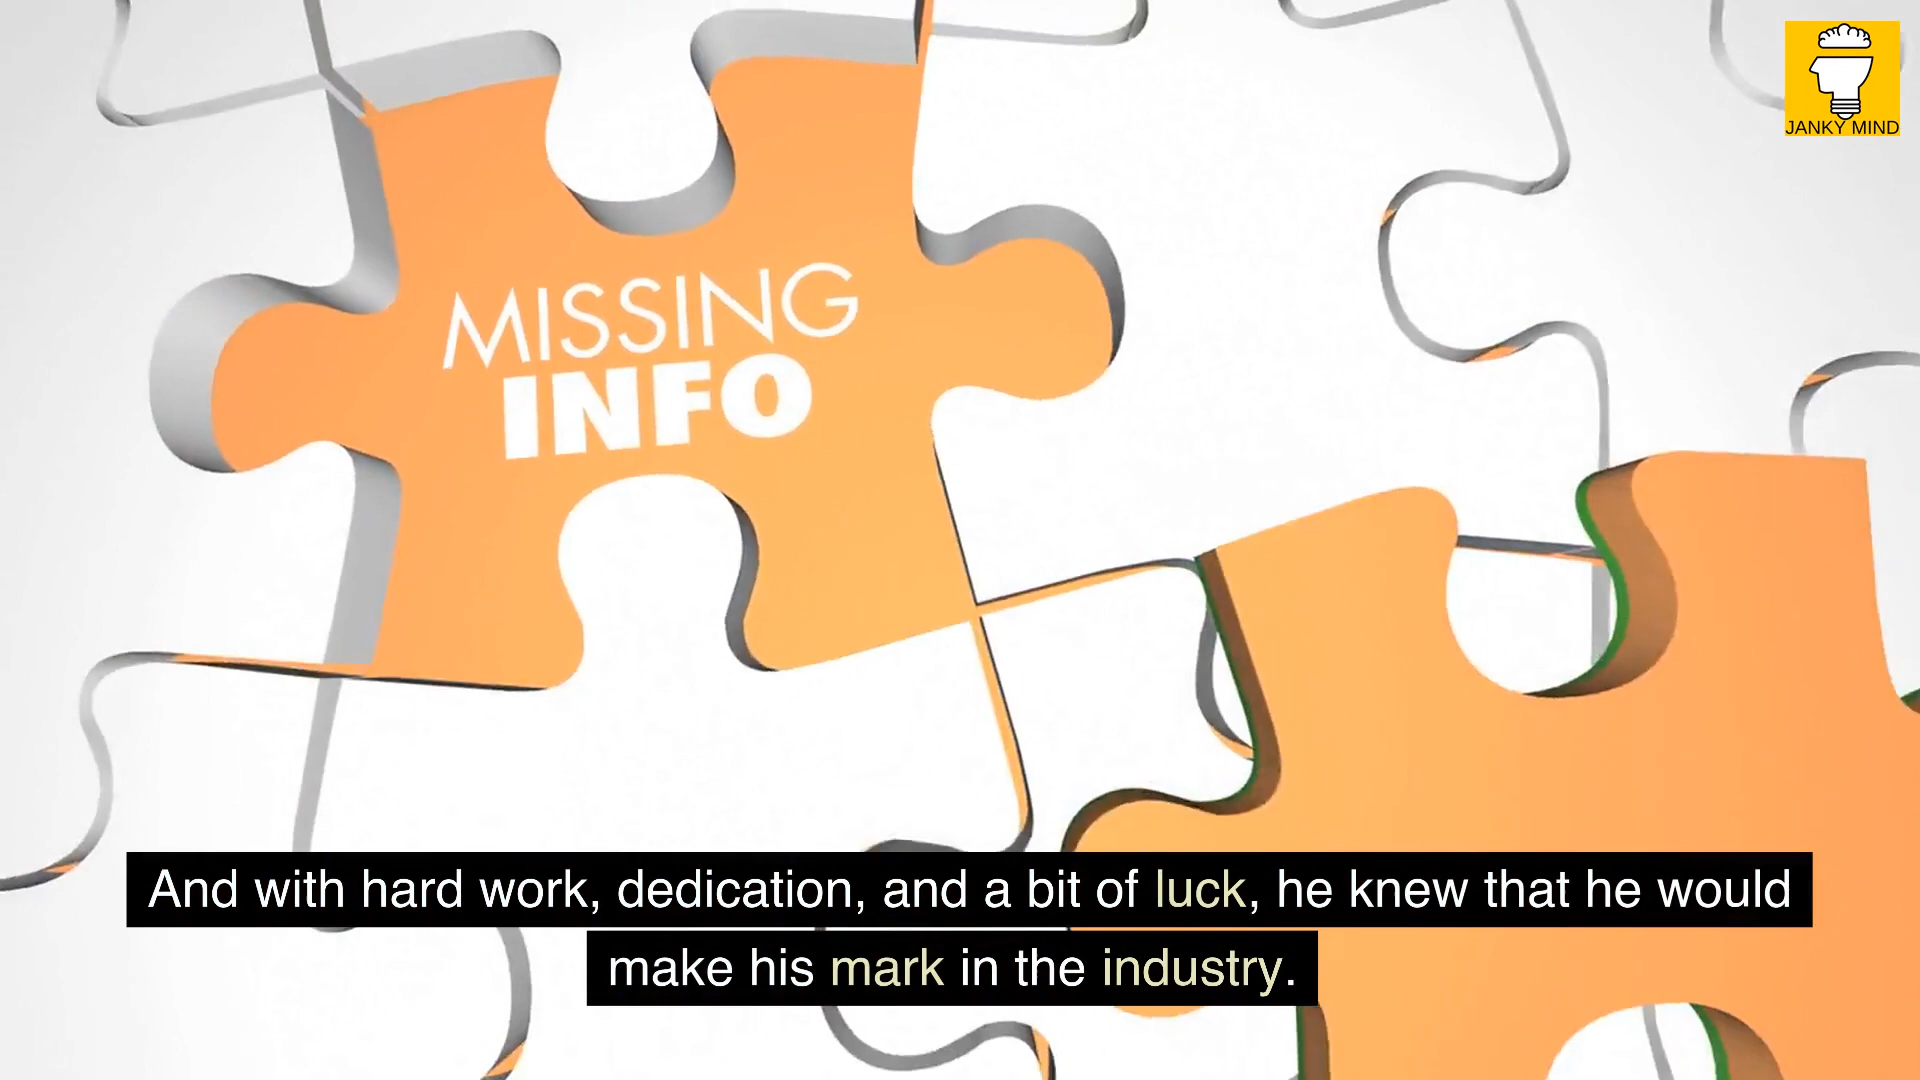 JANKY MIND
MISSING
INFO
And with hard work, dedication, and a bit of luck, he knew that he would
make his mark in the industry.